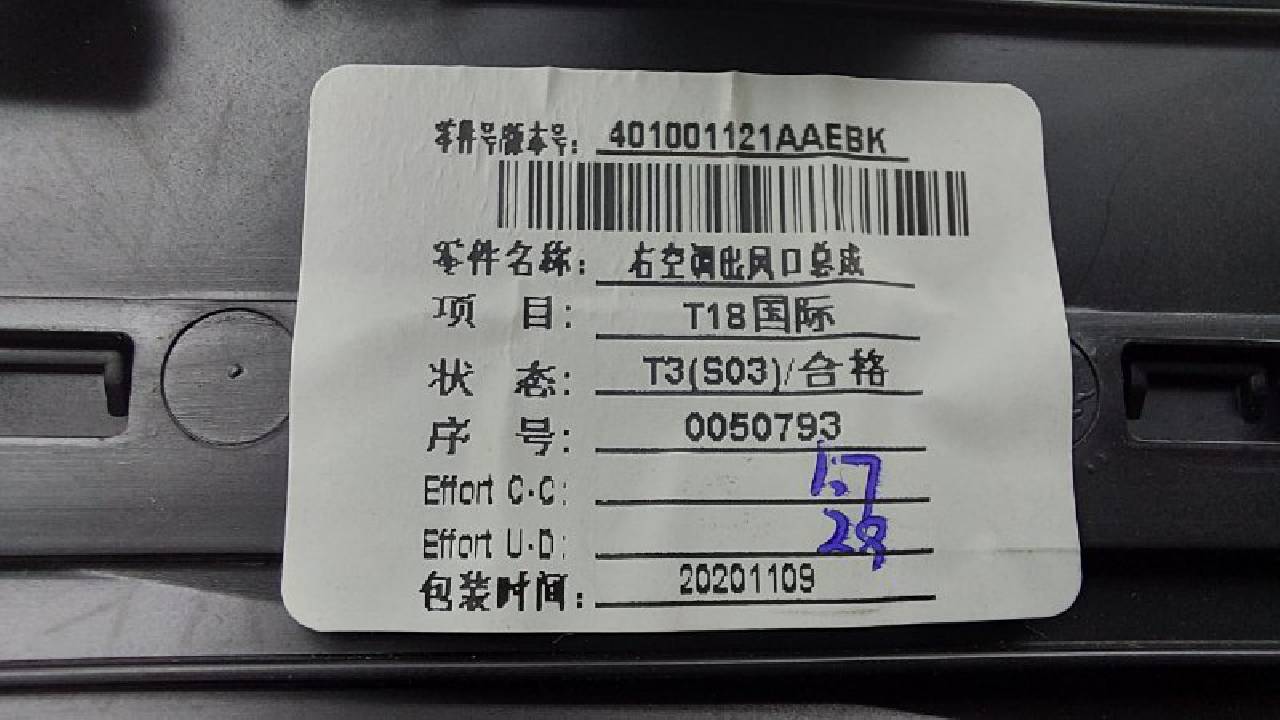 零件号版本号: 401001121AAEBK
零件名称: 右空调出风口总成
项 目: T18国际
状 态: T3(S03)/合格
序 号: 0050793
Effort C-C: 1.7
Effort U-D: 28
包装时间: 20201109